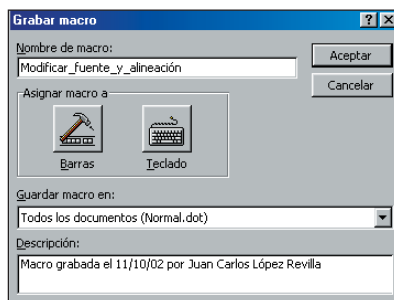 Grabar macro
Nombre de macro:
Modificar_fuente_y_alineación
Aceptar
Cancelar
Asignar macro a
Barras
Teclado
Guardar macro en:
Todos los documentos (Normal.dot)
Descripción:
Macro grabada el 11/10/02 por Juan Carlos López Revilla